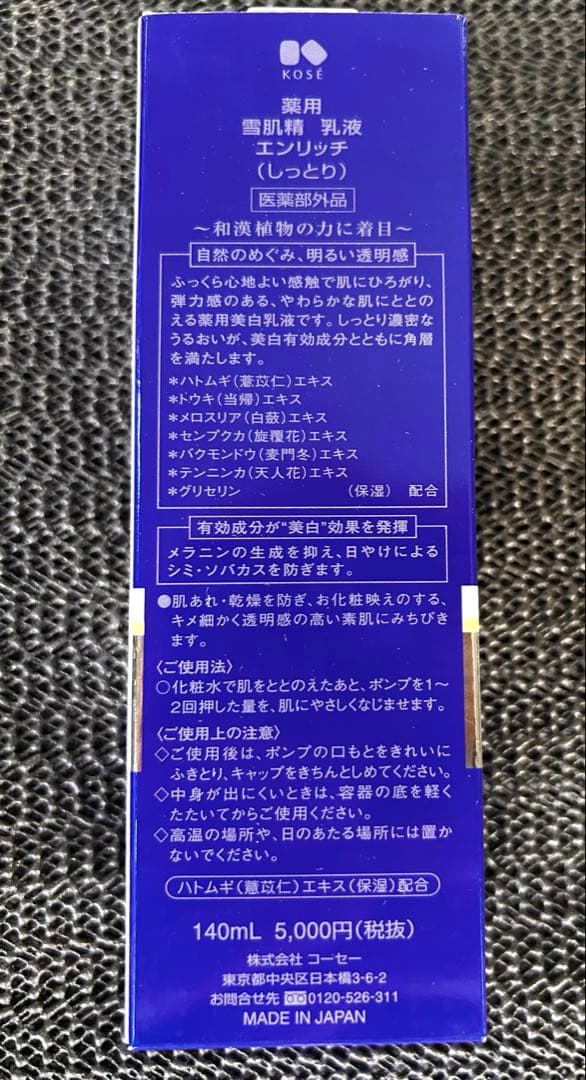 KOSÉ
薬用
雪肌精 乳液
エンリッチ
（しっとり）
医薬部外品
～和漢植物の力に着目～
自然のめぐみ、明るい透明感
ふっくら心地よい感触で肌にひろがり、
弾力感のある、やわらかな肌にととの
える薬用美白乳液です。しっとり濃密な
うるおいが、美白有効成分とともに角層
を満たします。
＊ハトムギ（薏苡仁）エキス
＊トウキ（当帰）エキス
＊メロスリア（白蘞）エキス
＊センプクカ（旋覆花）エキス
＊バクモンドウ（麦門冬）エキス
＊テンニンカ（天人花）エキス
＊グリセリン （保湿） 配合
有効成分が“美白”効果を発揮
メラニンの生成を抑え、日やけによる
シミ・ソバカスを防ぎます。
●肌あれ・乾燥を防ぎ、お化粧映えのする、
キメ細かく透明感の高い素肌にみちびき
ます。
〈ご使用法〉
○化粧水で肌をととのえたあと、ポンプを1～
2回押した量を、肌にやさしくなじませます。
〈ご使用上の注意〉
◇ご使用後は、ポンプの口もとをきれいに
ふきとり、キャップをきちんとしめてください。
◇中身が出にくいときは、容器の底を軽く
たたいてからご使用ください。
◇高温の場所や、日のあたる場所には置か
ないでください。
ハトムギ（薏苡仁）エキス（保湿）配合
140mL 5,000円（税抜）
株式会社 コーセー
東京都中央区日本橋3-6-2
お問合せ先 0120-526-311
MADE IN JAPAN